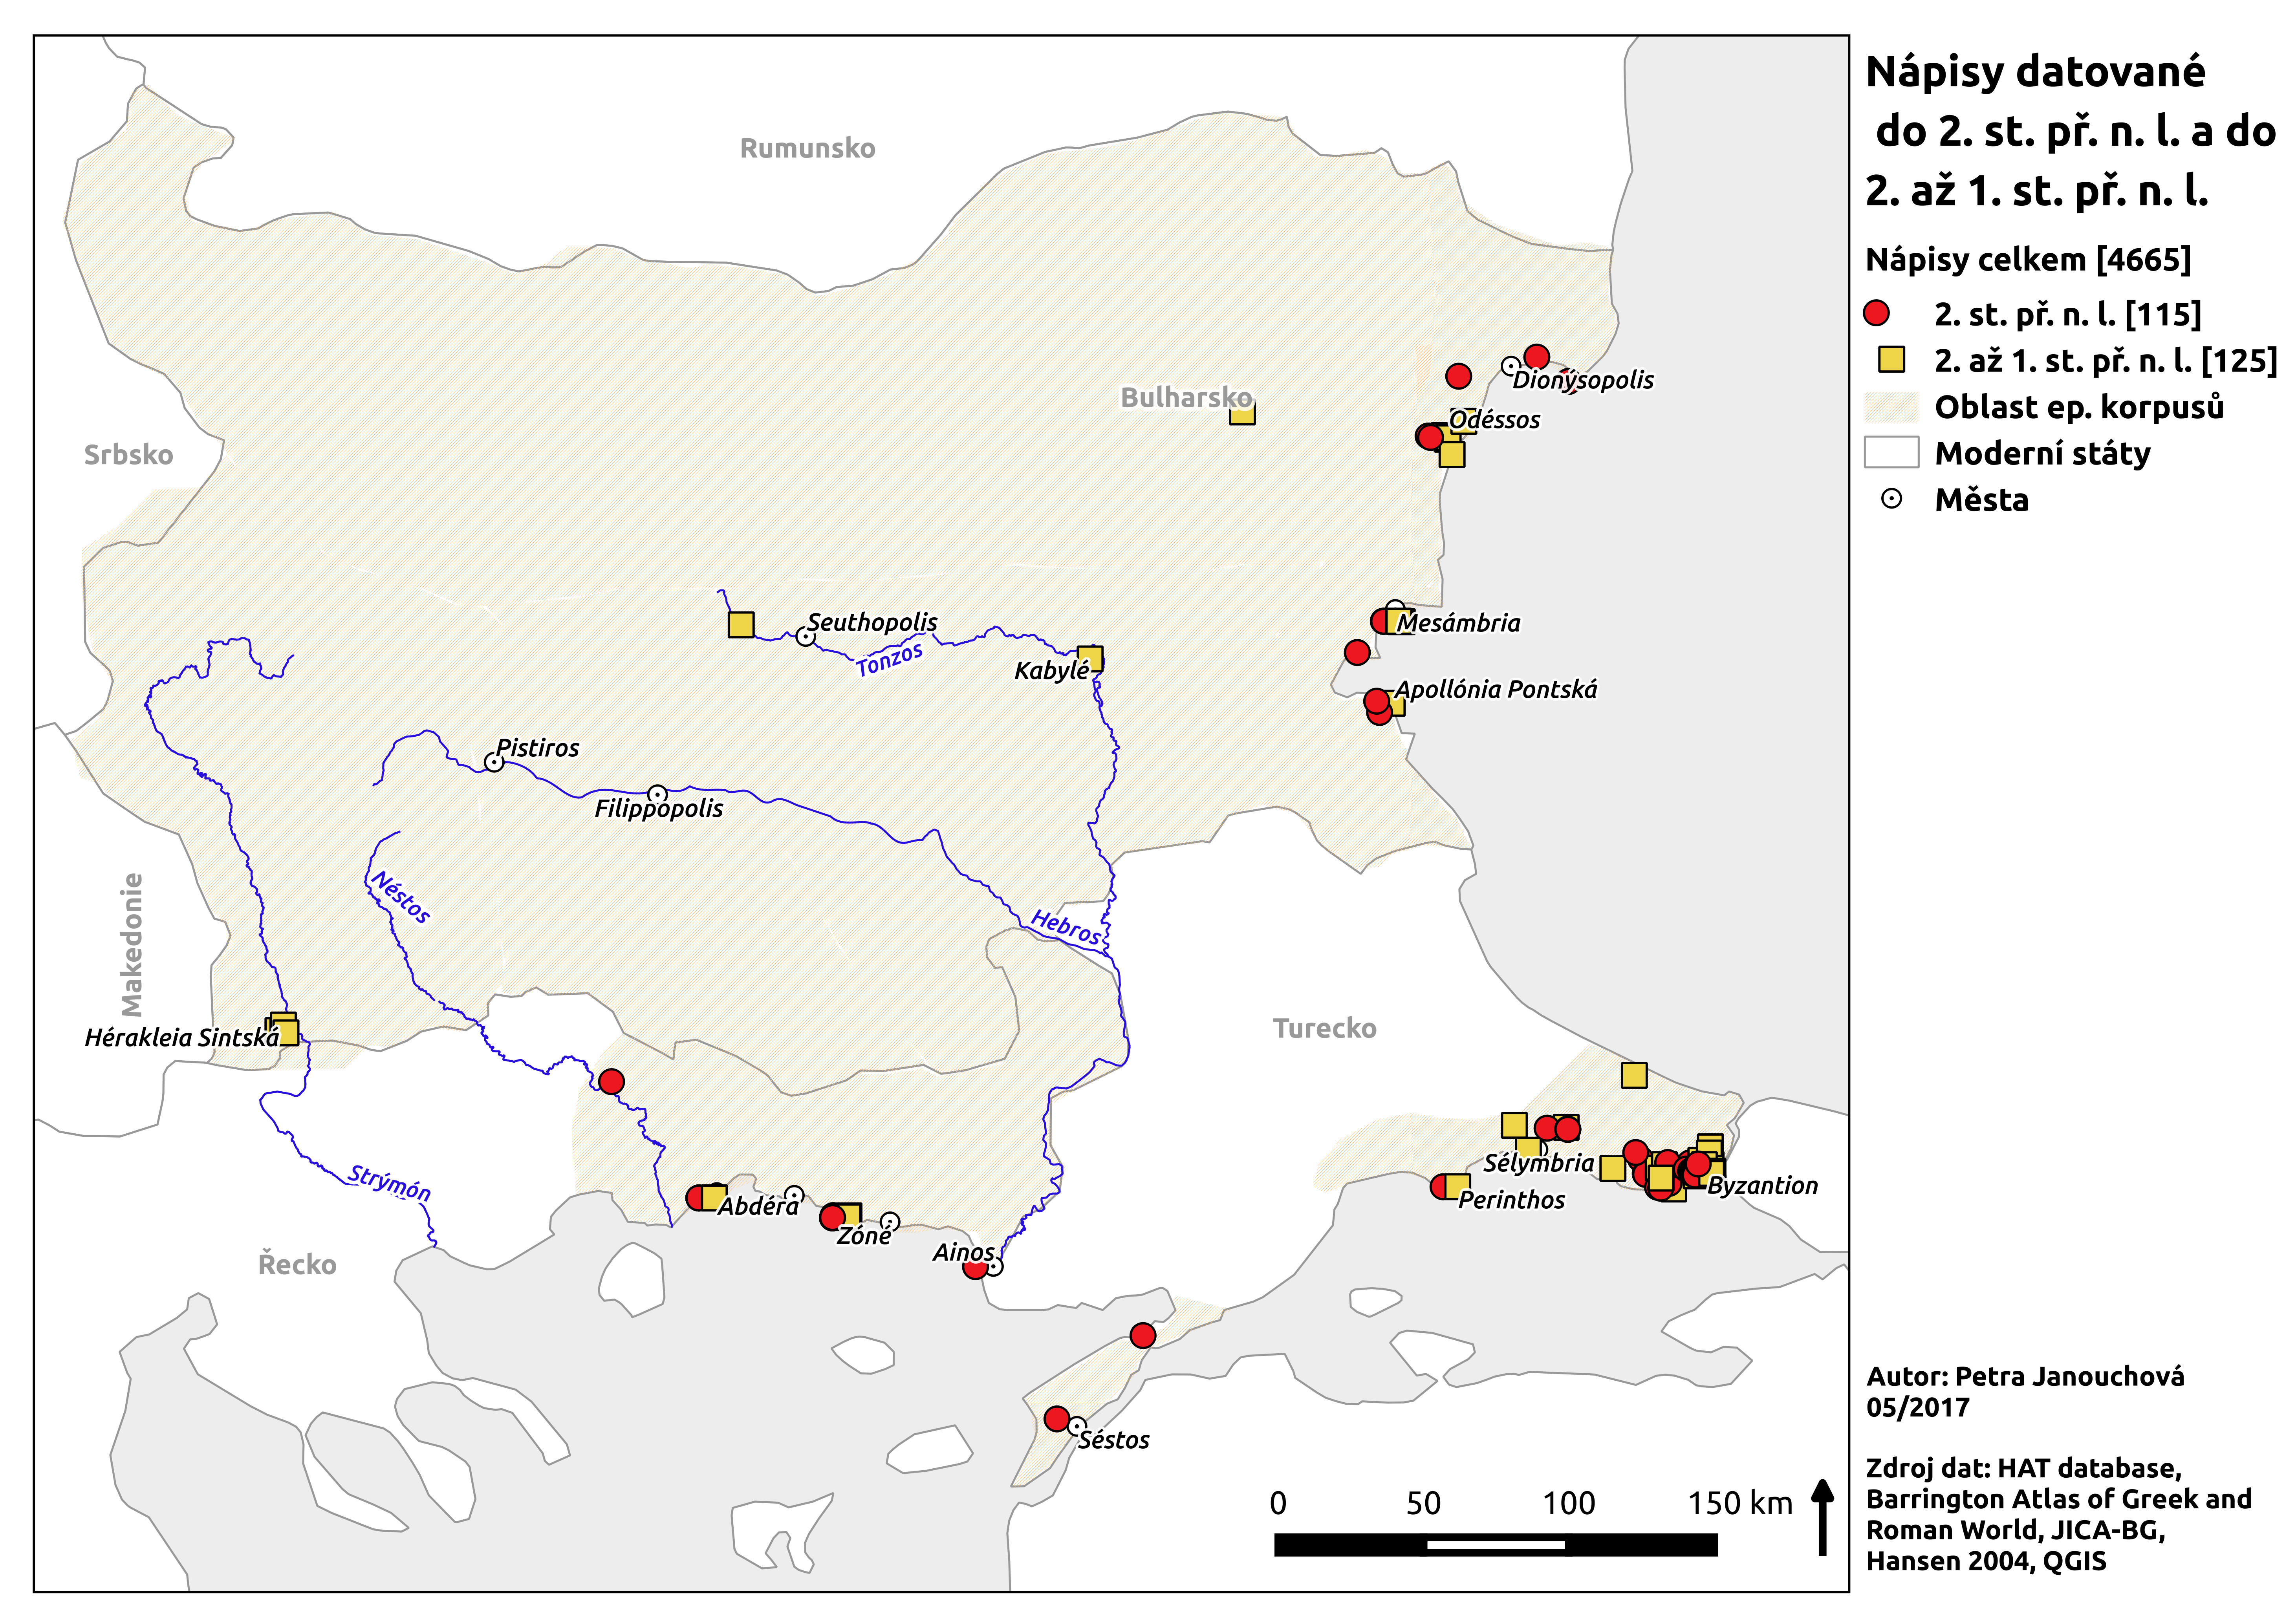 Nápisy datované
do 2. st. př. n. l. a do
2. až 1. st. př. n. l.
Nápisy celkem [4665]
2. st. př. n. l. [115]
2. až 1. st. př. n. l. [125]
Oblast ep. korpusů
Moderní státy
Města
Rumunsko
Bulharsko
Srbsko
Makedonie
Řecko
Turecko
Dionýsopolis
Odéssos
Seuthopolis
Tonzos
Kabylé
Mesámbria
Apollónia Pontská
Pistiros
Filippopolis
Néstos
Hebros
Hérakleia Sintská
Strýmón
Abdéra
Zóné
Ainos
Sélymbria
Perinthos
Byzantion
Séstos
0 50 100 150 km
Autor: Petra Janouchová
05/2017
Zdroj dat: HAT database,
Barrington Atlas of Greek and
Roman World, JICA-BG,
Hansen 2004, QGIS